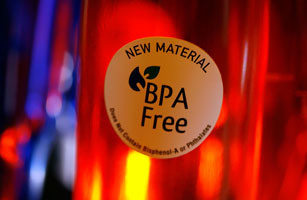 NEW MATERIAL
BPA
Free
Does Not Contain Bisphenol-A or Phthalates